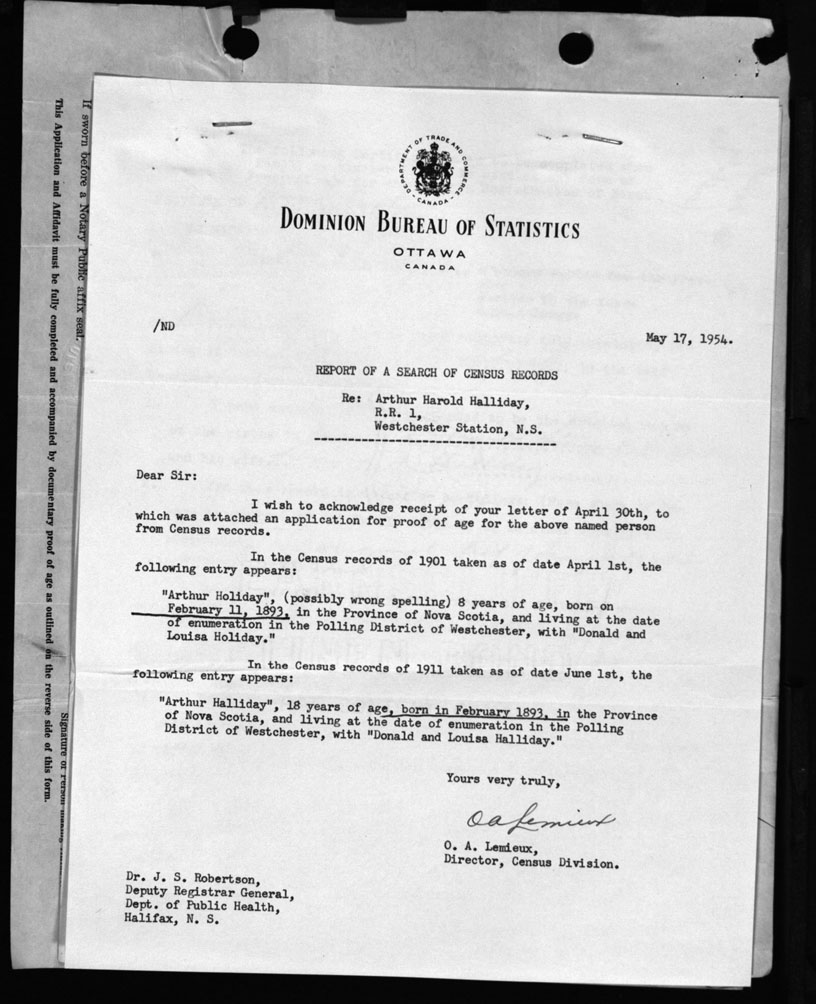 DEPARTMENT OF TRADE AND COMMERCE
CANADA
DOMINION BUREAU OF STATISTICS
OTTAWA
CANADA
/ND
May 17, 1954.
REPORT OF A SEARCH OF CENSUS RECORDS
Re: Arthur Harold Halliday,
R.R. 1,
Westchester Station, N.S.
Dear Sir:
I wish to acknowledge receipt of your letter of April 30th, to
which was attached an application for proof of age for the above named person
from Census records.
In the Census records of 1901 taken as of date April 1st, the
following entry appears:
"Arthur Holiday", (possibly wrong spelling) 8 years of age, born on
February 11, 1893, in the Province of Nova Scotia, and living at the date
of enumeration in the Polling District of Westchester, with "Donald and
Louisa Holiday."
In the Census records of 1911 taken as of date June 1st, the
following entry appears:
"Arthur Halliday", 18 years of age, born in February 1893, in the Province
of Nova Scotia, and living at the date of enumeration in the Polling
District of Westchester, with "Donald and Louisa Halliday."
Yours very truly,
O A Lemieux
O. A. Lemieux,
Director, Census Division.
Dr. J. S. Robertson,
Deputy Registrar General,
Dept. of Public Health,
Halifax, N. S.
If sworn before a Notary Public affix seal.
This Application and Affidavit must be fully completed and accompanied by documentary proof of age as outlined on the reverse side of this form.
Signature of Person